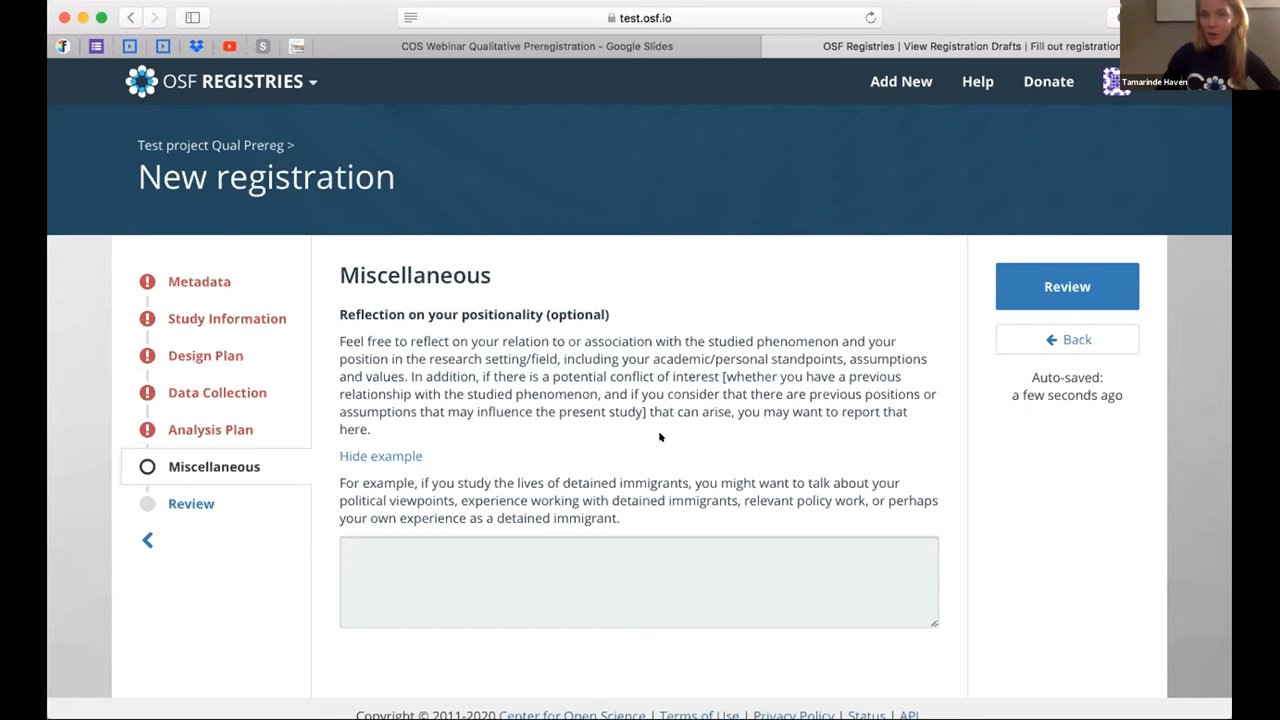 test.osf.io
COS Webinar Qualitative Preregistration - Google Slides
OSF Registries | View Registration Drafts | Fill out registration
OSF REGISTRIES
Add New
Help
Donate
Tamarinde Haven
Test project Qual Prereg >
New registration
Metadata
Study Information
Design Plan
Data Collection
Analysis Plan
Miscellaneous
Review
Miscellaneous
Reflection on your positionality (optional)
Feel free to reflect on your relation to or association with the studied phenomenon and your
position in the research setting/field, including your academic/personal standpoints, assumptions
and values. In addition, if there is a potential conflict of interest [whether you have a previous
relationship with the studied phenomenon, and if you consider that there are previous positions or
assumptions that may influence the present study] that can arise, you may want to report that
here.
Hide example
For example, if you study the lives of detained immigrants, you might want to talk about your
political viewpoints, experience working with detained immigrants, relevant policy work, or perhaps
your own experience as a detained immigrant.
Review
Back
Auto-saved:
a few seconds ago
Copyright © 2011-2020 Center for Open Science | Terms of Use | Privacy Policy | Status | API